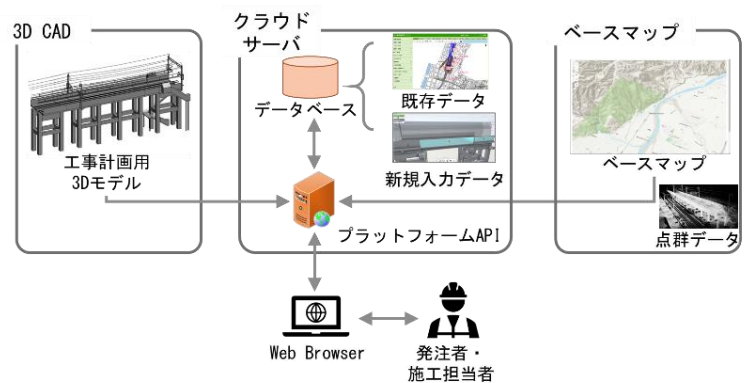 3D CAD
工事計画用
3Dモデル
クラウド
サーバ
データベース
既存データ
新規入力データ
プラットフォームAPI
ベースマップ
ベースマップ
点群データ
Web Browser
発注者・
施工担当者